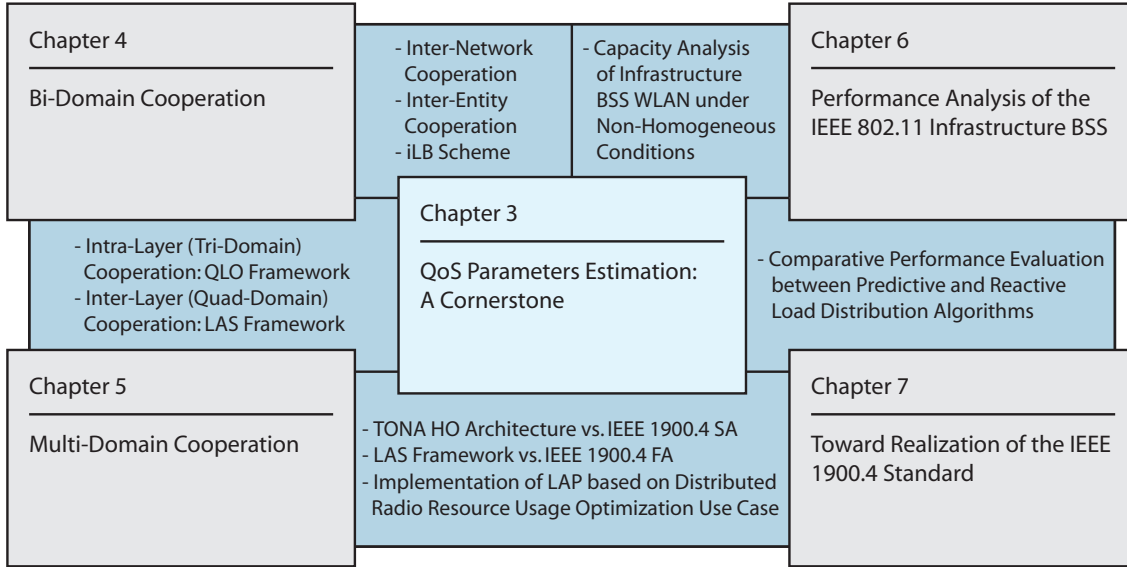 Chapter 4
Bi-Domain Cooperation
- Inter-Network
Cooperation
- Inter-Entity
Cooperation
- iLB Scheme
- Capacity Analysis
of Infrastructure
BSS WLAN under
Non-Homogeneous
Conditions
Chapter 6
Performance Analysis of the
IEEE 802.11 Infrastructure BSS
- Intra-Layer (Tri-Domain)
Cooperation: QLO Framework
- Inter-Layer (Quad-Domain)
Cooperation: LAS Framework
Chapter 3
QoS Parameters Estimation:
A Cornerstone
- Comparative Performance Evaluation
between Predictive and Reactive
Load Distribution Algorithms
Chapter 5
Multi-Domain Cooperation
- TONA HO Architecture vs. IEEE 1900.4 SA
- LAS Framework vs. IEEE 1900.4 FA
- Implementation of LAP based on Distributed
Radio Resource Usage Optimization Use Case
Chapter 7
Toward Realization of the IEEE
1900.4 Standard